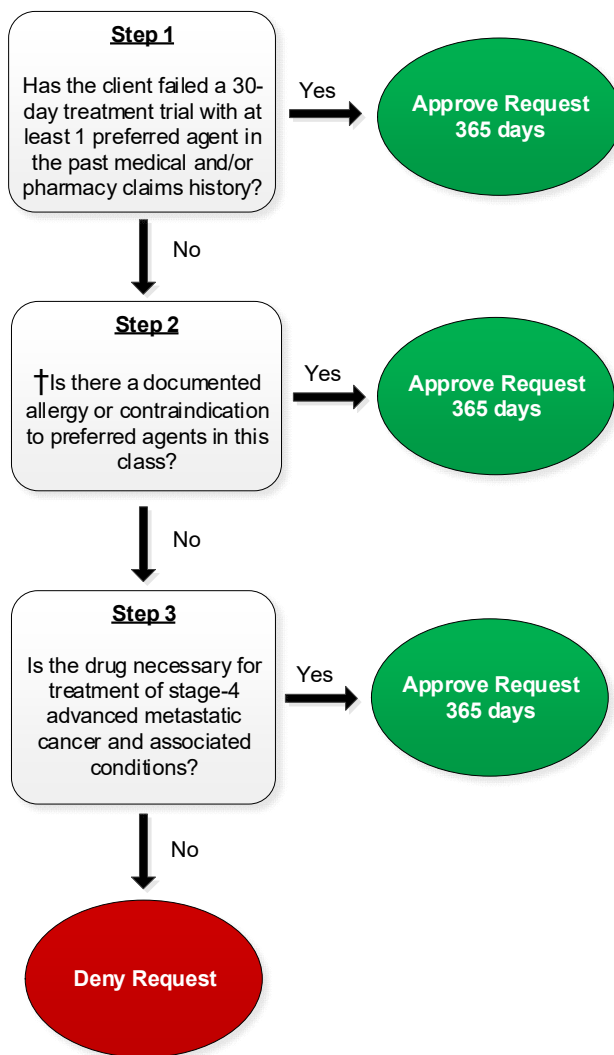 Step 1
Has the client failed a 30-
day treatment trial with at
least 1 preferred agent in
the past medical and/or
pharmacy claims history?
Yes
Approve Request
365 days
No
Step 2
†Is there a documented
allergy or contraindication
to preferred agents in this
class?
Yes
Approve Request
365 days
No
Step 3
Is the drug necessary for
treatment of stage-4
advanced metastatic
cancer and associated
conditions?
Yes
Approve Request
365 days
No
Deny Request